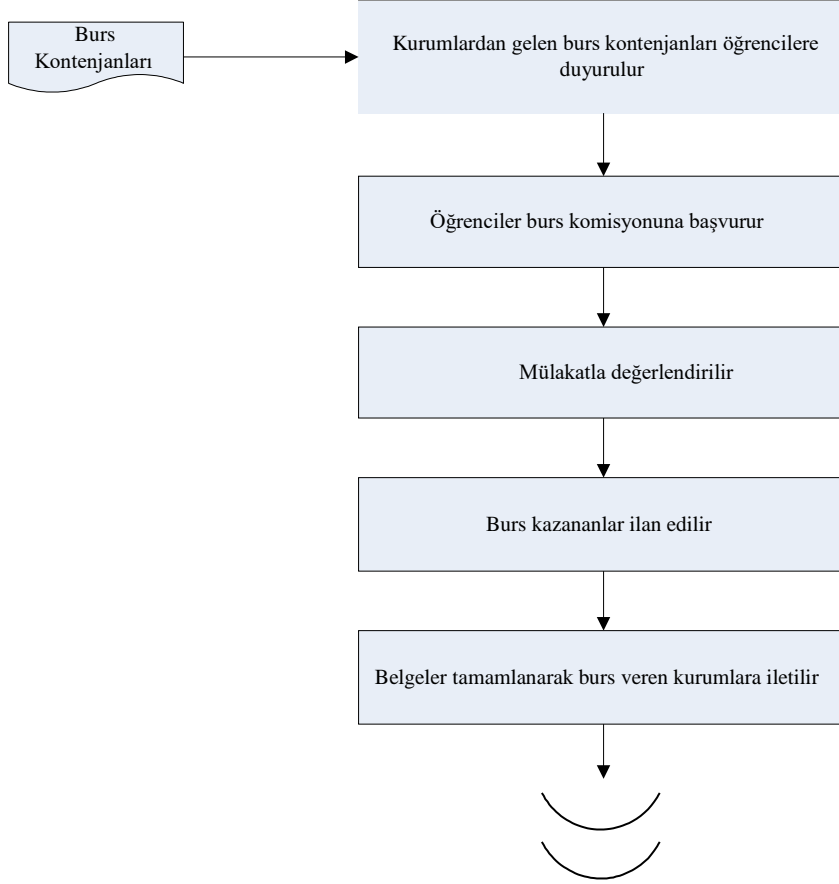 Burs
Kontenjanları
Kurumlardan gelen burs kontenjanları öğrencilere
duyurulur
Öğrenciler burs komisyonuna başvurur
Mülakatla değerlendirilir
Burs kazananlar ilan edilir
Belgeler tamamlanarak burs veren kurumlara iletilir